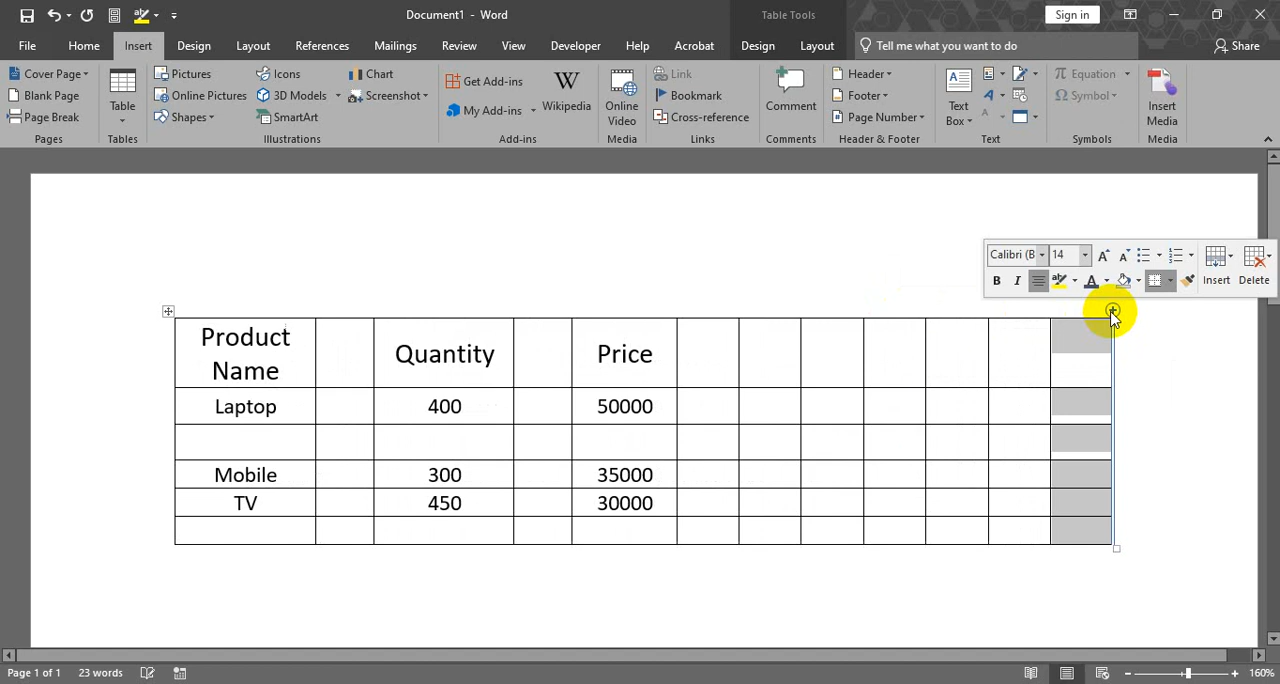 Document1 - Word
Table Tools
Sign in
File Home Insert Design Layout References Mailings Review View Developer Help Acrobat Design Layout Tell me what you want to do Share
Cover Page
Blank Page
Page Break
Pages
Table
Tables
Pictures
Online Pictures
Shapes
Icons
3D Models
SmartArt
Chart
Screenshot
Illustrations
Get Add-ins
My Add-ins
Wikipedia
Add-ins
Online
Video
Media
Link
Bookmark
Cross-reference
Links
Comment
Comments
Header
Footer
Page Number
Header & Footer
Text
Box
Text
Equation
Symbol
Symbols
Insert
Media
Media
Calibri (B 14
B I ab A Insert Delete
Product
Name Quantity Price
Laptop 400 50000
Mobile 300 35000
TV 450 30000
Page 1 of 1 23 words 160%